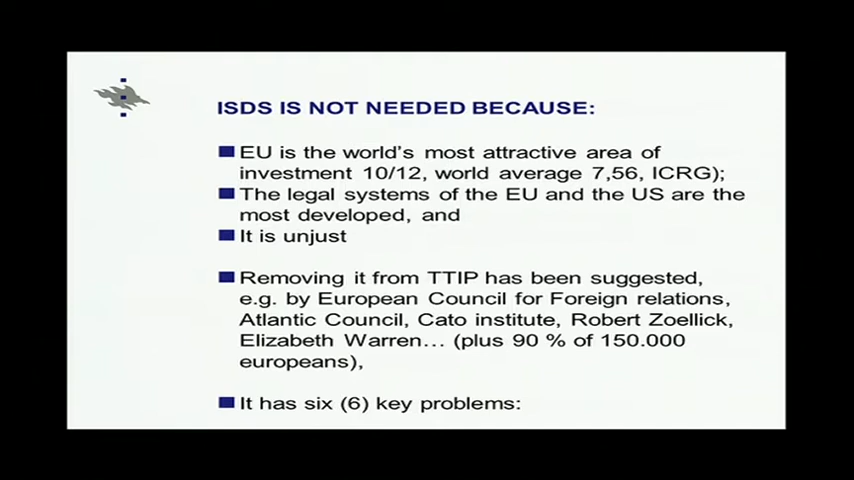 ISDS IS NOT NEEDED BECAUSE:
EU is the world's most attractive area of
investment 10/12, world average 7,56, ICRG);
The legal systems of the EU and the US are the
most developed, and
It is unjust
Removing it from TTIP has been suggested,
e.g. by European Council for Foreign relations,
Atlantic Council, Cato institute, Robert Zoellick,
Elizabeth Warren… (plus 90 % of 150.000
europeans),
It has six (6) key problems: